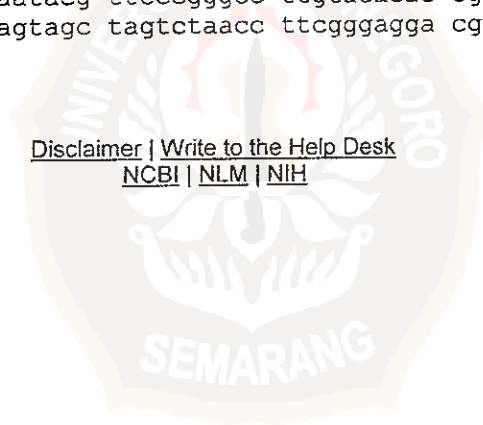 agtagc tagtctaacc ttcgggagga cg
Disclaimer | Write to the Help Desk
NCBI | NLM | NIH
SEMARANG